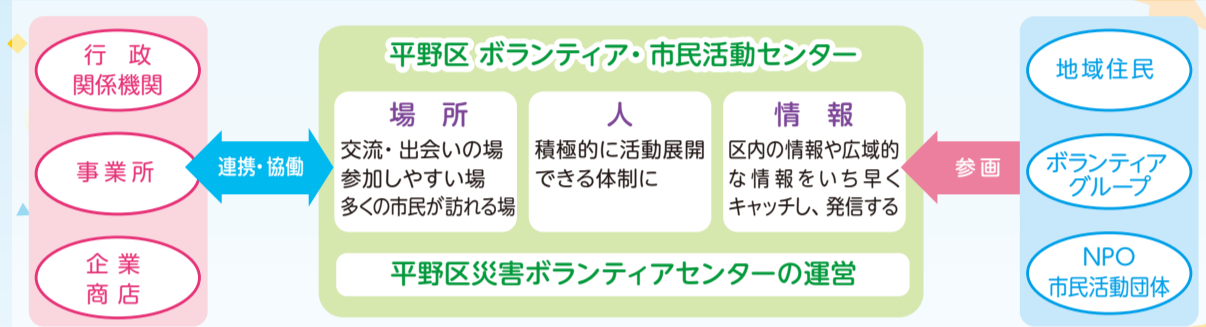 行 政
関係機関
事業所
企 業
商 店
連携・協働
平野区 ボランティア・市民活動センター
場 所
交流・出会いの場
参加しやすい場
多くの市民が訪れる場
人
積極的に活動展開
できる体制に
情 報
区内の情報や広域的
な情報をいち早く
キャッチし、発信する
平野区災害ボランティアセンターの運営
参 画
地域住民
ボランティア
グループ
NPO
市民活動団体